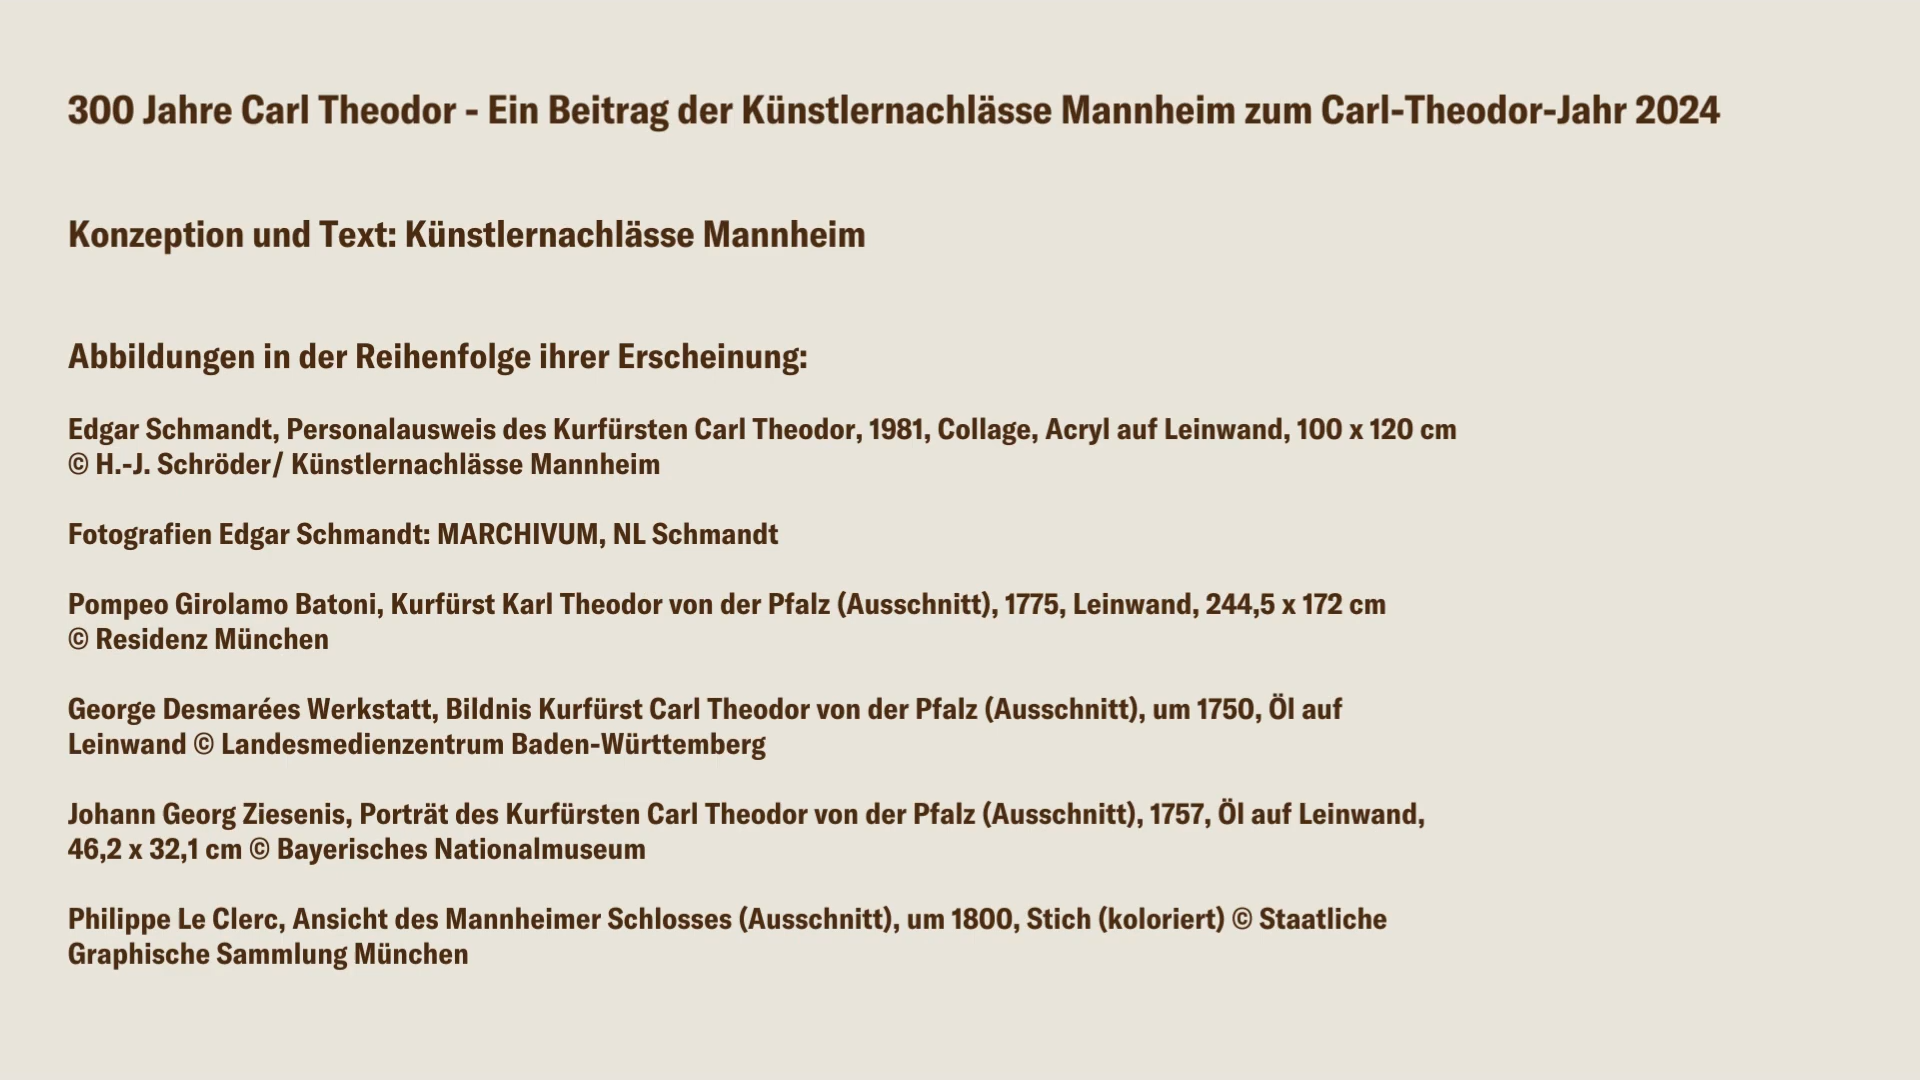 300 Jahre Carl Theodor - Ein Beitrag der Künstlernachlässe Mannheim zum Carl-Theodor-Jahr 2024
Konzeption und Text: Künstlernachlässe Mannheim
Abbildungen in der Reihenfolge ihrer Erscheinung:
Edgar Schmandt, Personalausweis des Kurfürsten Carl Theodor, 1981, Collage, Acryl auf Leinwand, 100 x 120 cm
© H.-J. Schröder/ Künstlernachlässe Mannheim
Fotografien Edgar Schmandt: MARCHIVUM, NL Schmandt
Pompeo Girolamo Batoni, Kurfürst Karl Theodor von der Pfalz (Ausschnitt), 1775, Leinwand, 244,5 x 172 cm
© Residenz München
George Desmarées Werkstatt, Bildnis Kurfürst Carl Theodor von der Pfalz (Ausschnitt), um 1750, Öl auf
Leinwand © Landesmedienzentrum Baden-Württemberg
Johann Georg Ziesenis, Porträt des Kurfürsten Carl Theodor von der Pfalz (Ausschnitt), 1757, Öl auf Leinwand,
46,2 x 32,1 cm © Bayerisches Nationalmuseum
Philippe Le Clerc, Ansicht des Mannheimer Schlosses (Ausschnitt), um 1800, Stich (koloriert) © Staatliche
Graphische Sammlung München